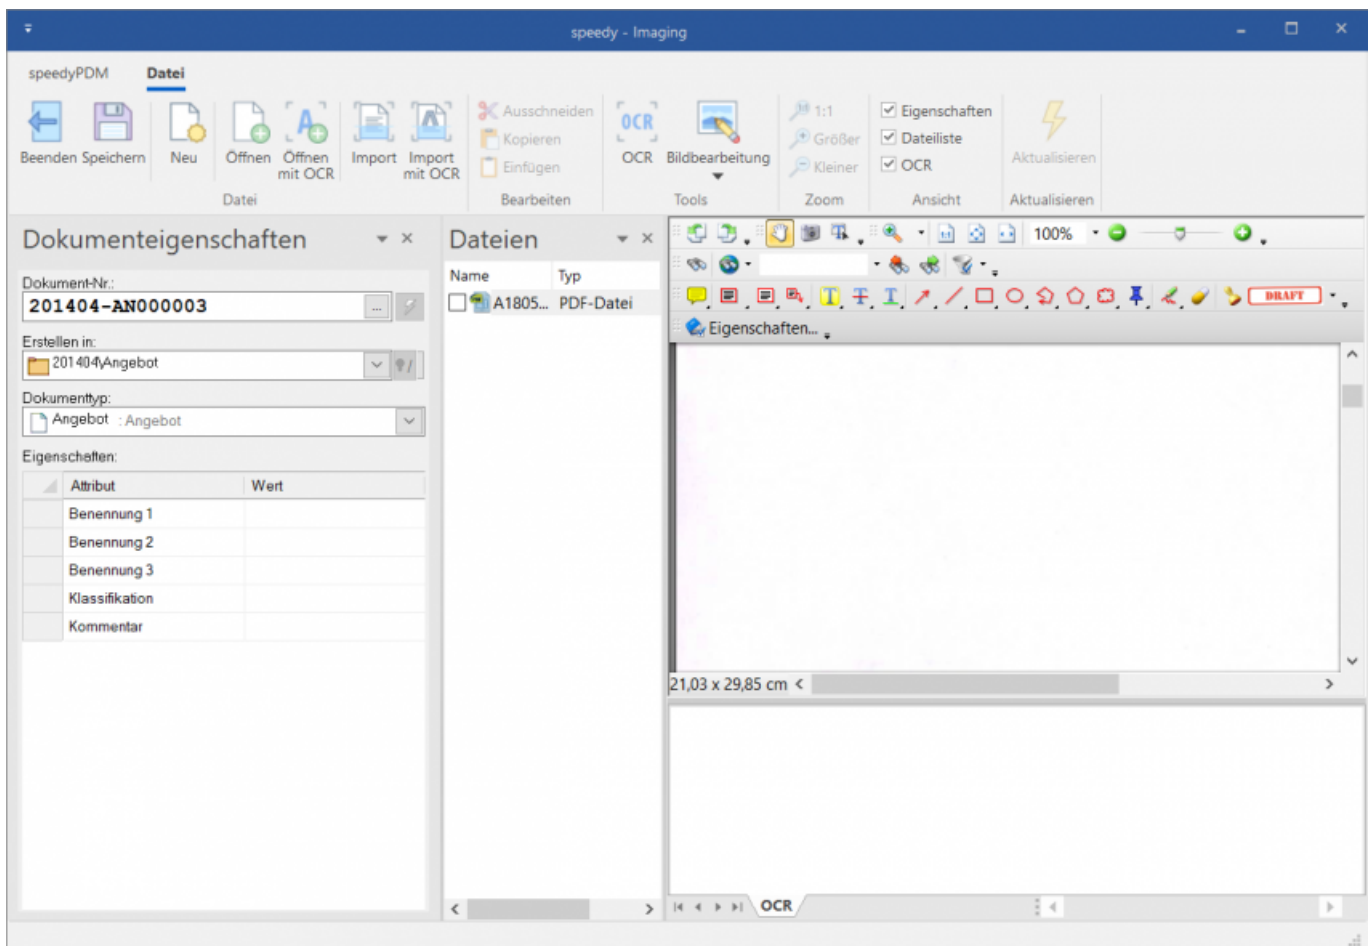 speedy - Imaging
speedyPDM Datei
Beenden Speichern Neu Öffnen Öffnen mit OCR Import Import mit OCR
Datei
Ausschneiden
Kopieren
Einfügen
Bearbeiten
OCR
OCR Bildbearbeitung
Tools
1:1
Größer
Kleiner
Zoom
Eigenschaften
Dateiliste
OCR
Ansicht
Aktualisieren
Aktualisieren
Dokumenteigenschaften
Dokument-Nr.:
201404-AN000003 ...
Erstellen in:
201404\Angebot
Dokumenttyp:
Angebot : Angebot
Eigenschaften:
Attribut Wert
Benennung 1
Benennung 2
Benennung 3
Klassifikation
Kommentar
Dateien
Name Typ
A1805... PDF-Datei
100%
DRAFT
Eigenschaften...
21,03 x 29,85 cm
OCR